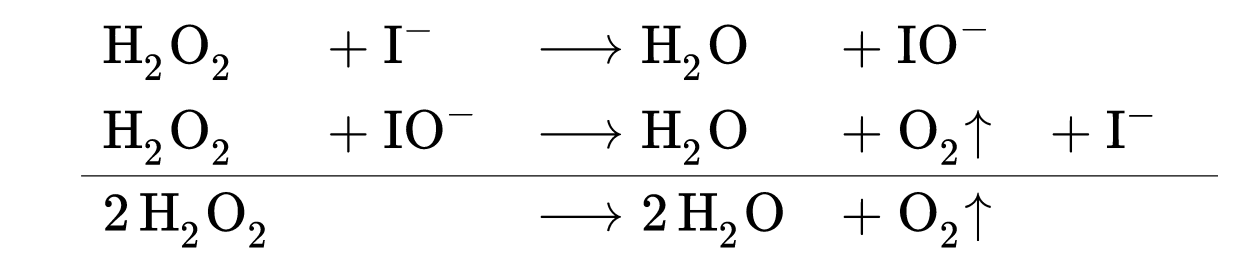 H₂O₂ + I⁻ ⟶ H₂O + IO⁻
H₂O₂ + IO⁻ ⟶ H₂O + O₂↑ + I⁻
2 H₂O₂ ⟶ 2 H₂O + O₂↑